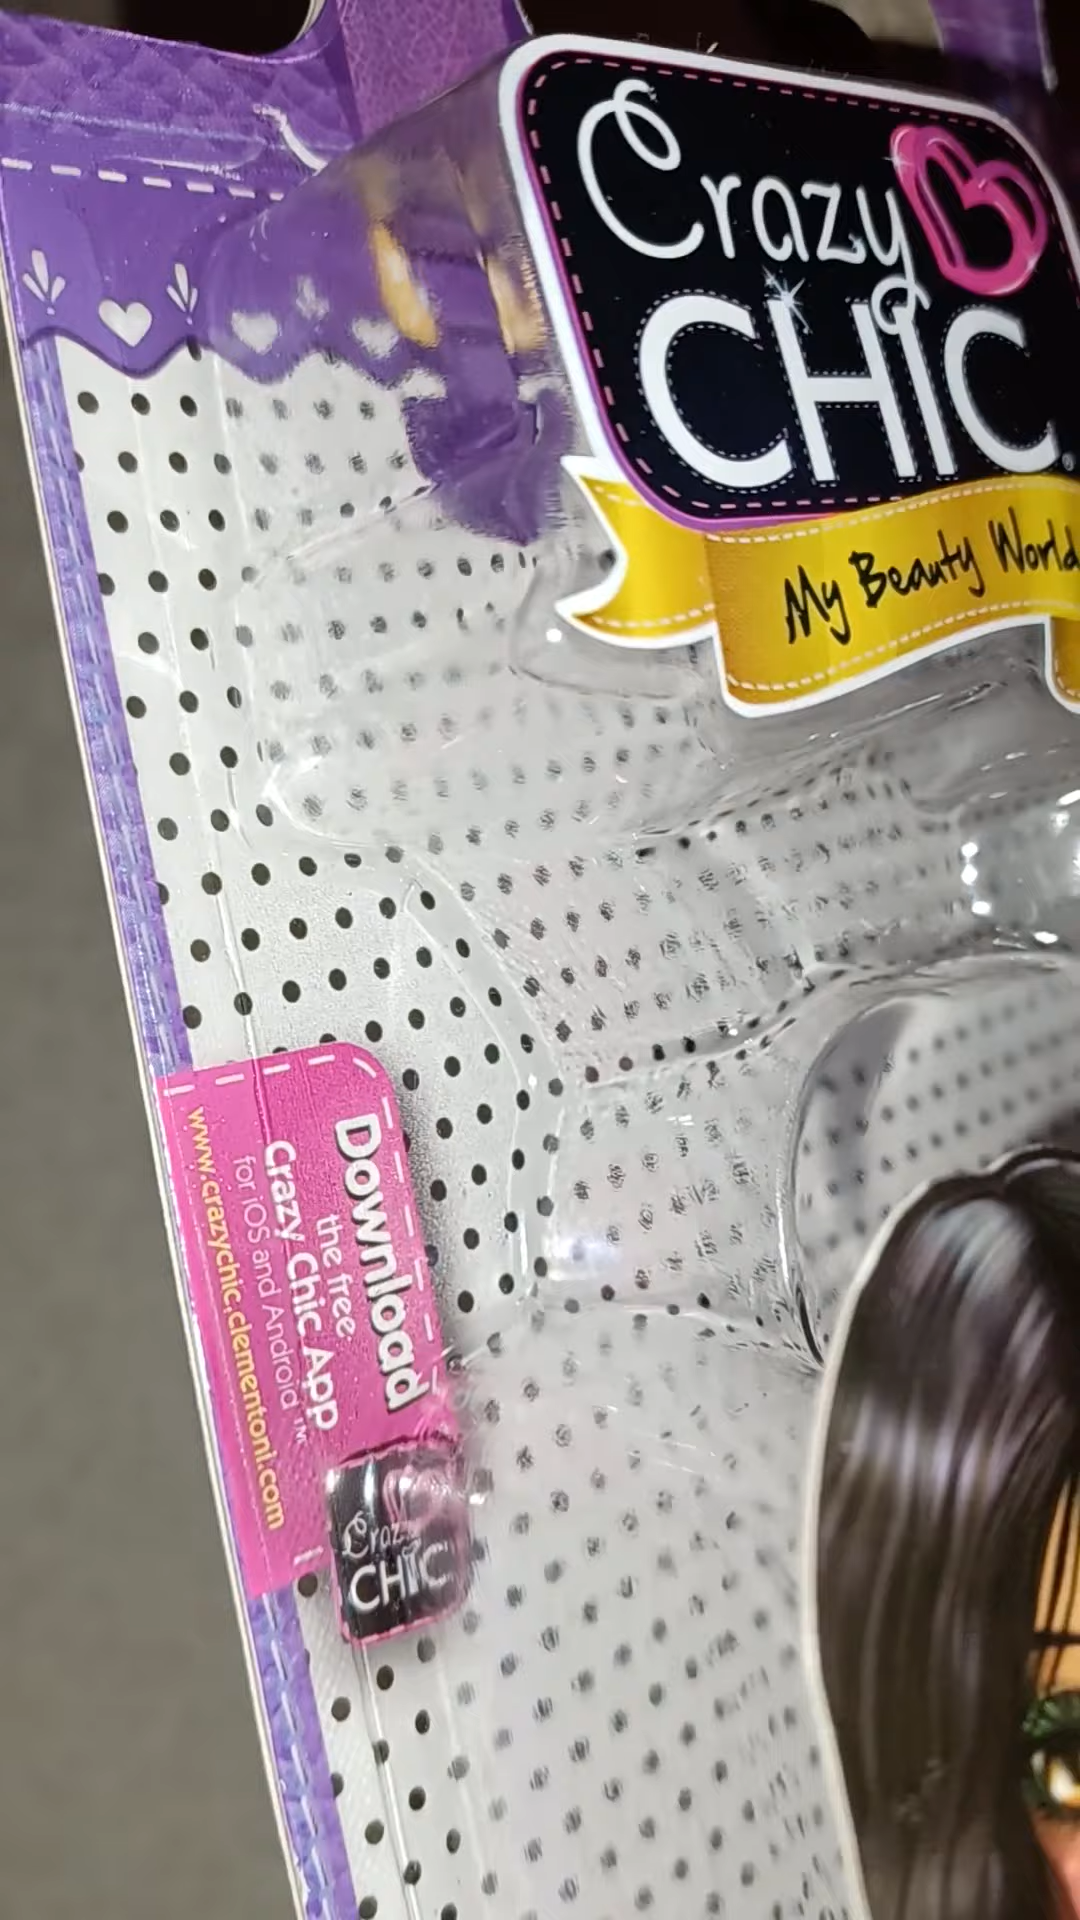 Crazy
CHIC®
My Beauty World
Download
the free
Crazy Chic App
for iOS and Android™
www.crazychic.clementoni.com
Crazy
CHIC